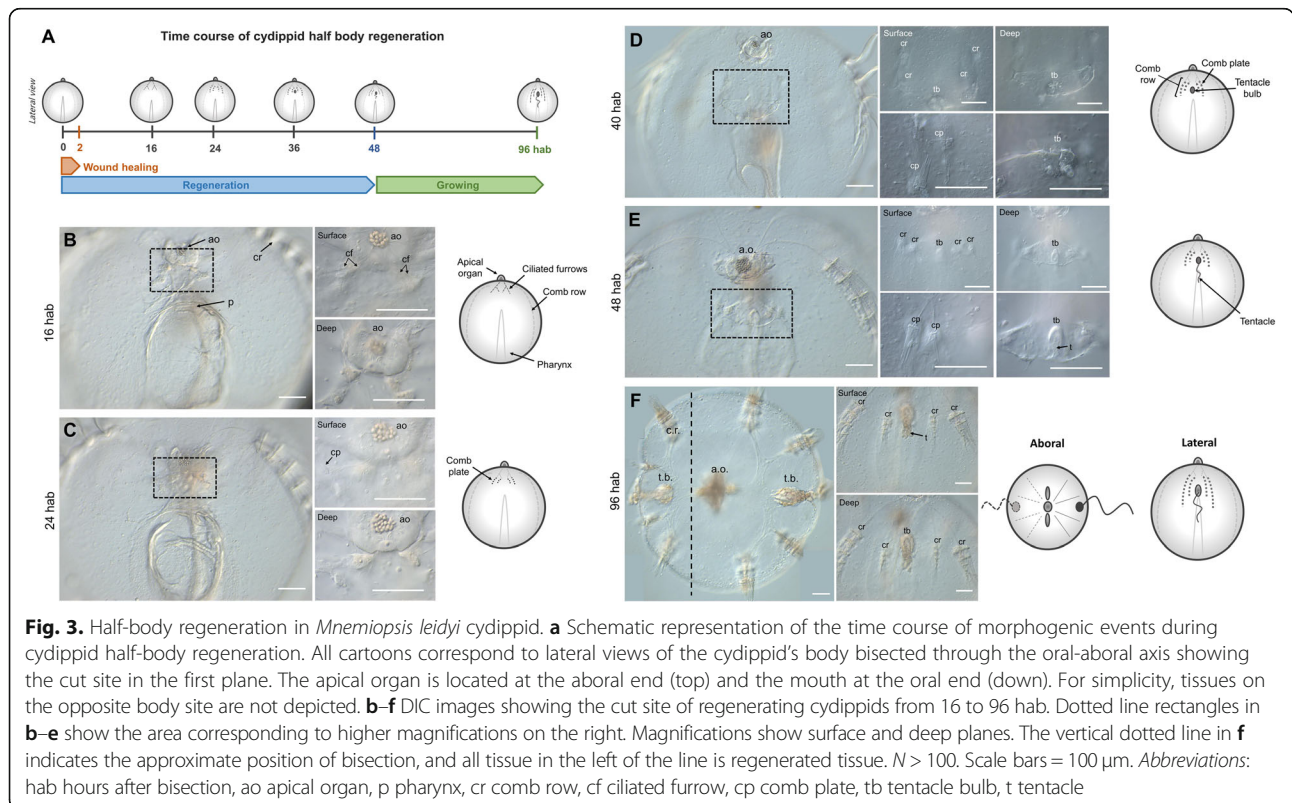 A
Time course of cydippid half body regeneration
Lateral view
0 2 16 24 36 48 96 hab
Wound healing
Regeneration
Growing
B
16 hab
ao
cr
p
Surface
ao
cf
cf
Deep
ao
Apical organ
Ciliated furrows
Comb row
Pharynx
C
24 hab
Surface
ao
cp
Deep
ao
Comb plate
D
40 hab
ao
Surface
cr
cr
cr
cr
tb
Deep
tb
cp
tb
Comb row
Comb plate
Tentacle bulb
E
48 hab
a.o.
Surface
cr cr tb cr cr
Deep
tb
cp
cp
tb
t
Tentacle
F
96 hab
c.r.
t.b.
a.o.
t.b.
Surface
cr
cr
cr
cr
t
Deep
cr
cr
tb
cr
cr
Aboral
Lateral
Fig. 3. Half-body regeneration in Mnemiopsis leidyi cydippid. a Schematic representation of the time course of morphogenic events during
cydippid half-body regeneration. All cartoons correspond to lateral views of the cydippid's body bisected through the oral-aboral axis showing
the cut site in the first plane. The apical organ is located at the aboral end (top) and the mouth at the oral end (down). For simplicity, tissues on
the opposite body site are not depicted. b–f DIC images showing the cut site of regenerating cydippids from 16 to 96 hab. Dotted line rectangles in
b–e show the area corresponding to higher magnifications on the right. Magnifications show surface and deep planes. The vertical dotted line in f
indicates the approximate position of bisection, and all tissue in the left of the line is regenerated tissue. N > 100. Scale bars = 100 μm. Abbreviations:
hab hours after bisection, ao apical organ, p pharynx, cr comb row, cf ciliated furrow, cp comb plate, tb tentacle bulb, t tentacle